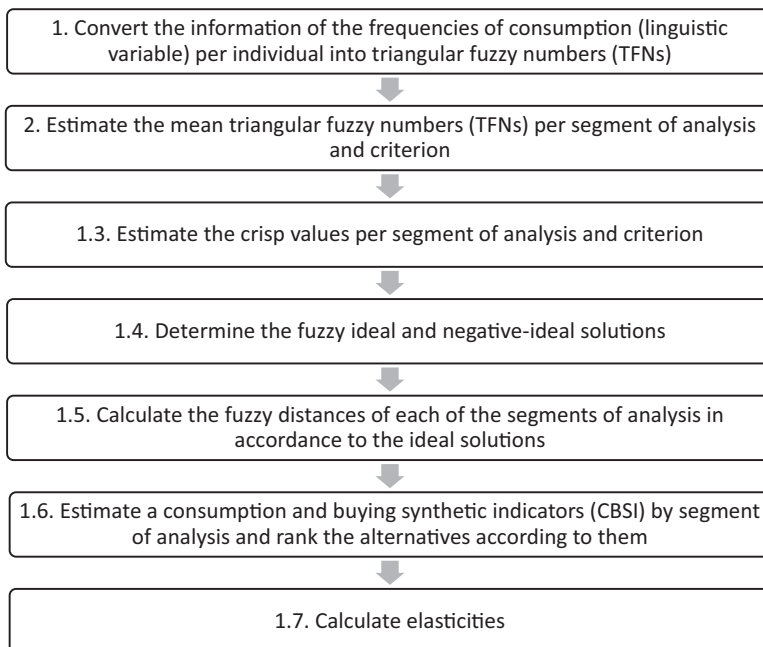 1. Convert the information of the frequencies of consumption (linguistic
variable) per individual into triangular fuzzy numbers (TFNs)
2. Estimate the mean triangular fuzzy numbers (TFNs) per segment of analysis
and criterion
1.3. Estimate the crisp values per segment of analysis and criterion
1.4. Determine the fuzzy ideal and negative-ideal solutions
1.5. Calculate the fuzzy distances of each of the segments of analysis in
accordance to the ideal solutions
1.6. Estimate a consumption and buying synthetic indicators (CBSI) by segment
of analysis and rank the alternatives according to them
1.7. Calculate elasticities